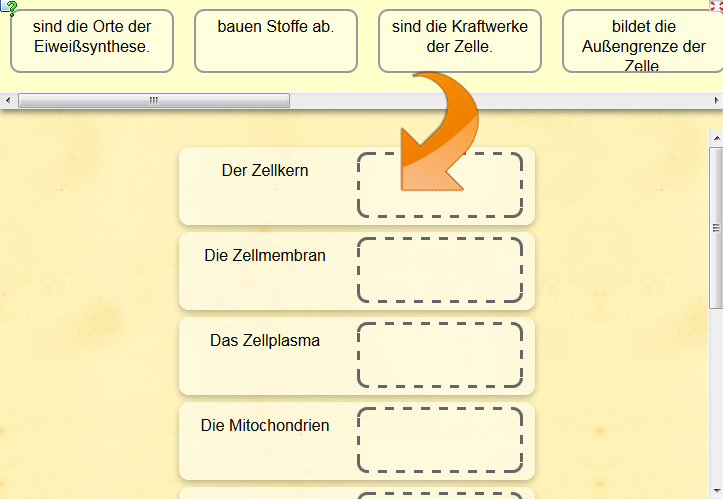 sind die Orte der
Eiweißsynthese.
bauen Stoffe ab.
sind die Kraftwerke
der Zelle.
bildet die
Außengrenze der
Zelle
Der Zellkern
Die Zellmembran
Das Zellplasma
Die Mitochondrien